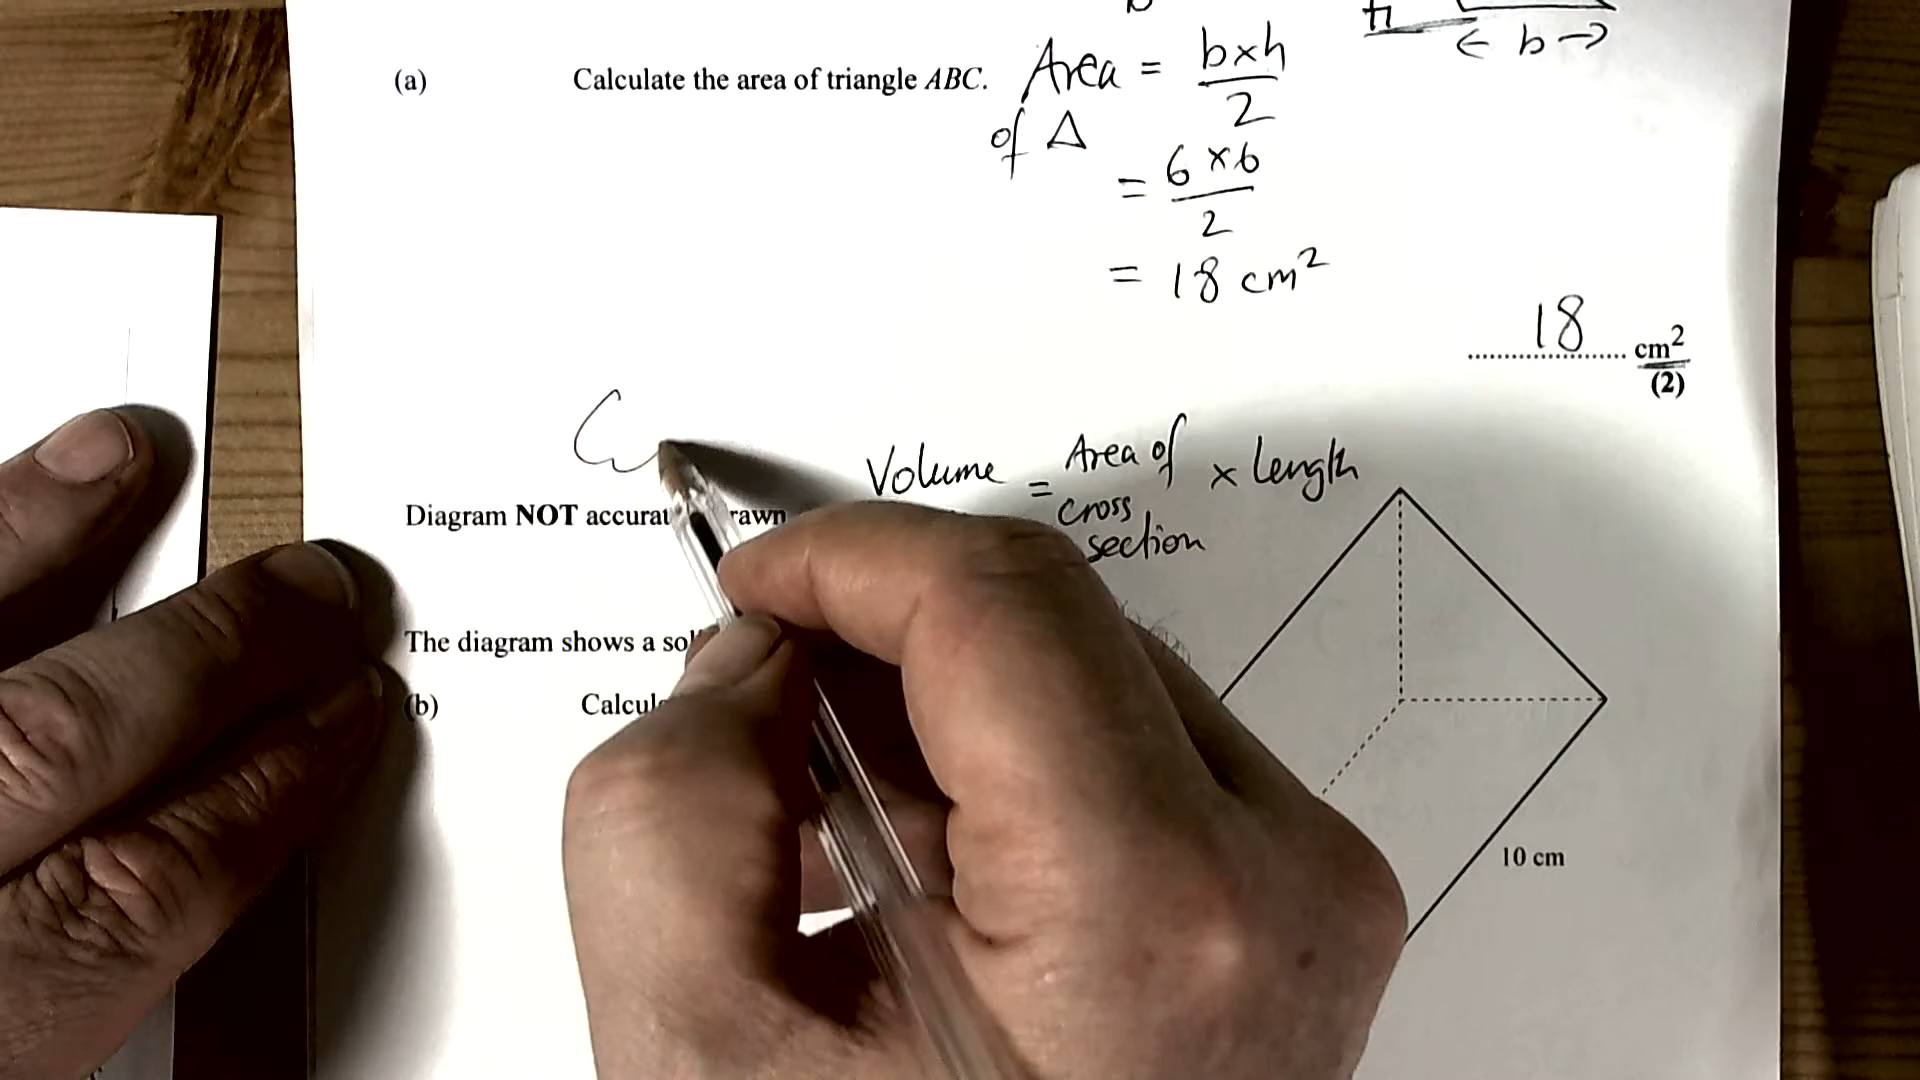 (a) Calculate the area of triangle ABC. Area = b×h
of Δ 2
← b →
= 6 × 6
2
= 18 cm²
18 cm²
(2)
Volume = Area of × length
cross
section
Diagram NOT accurat rawn
The diagram shows a sol
(b) Calcul
10 cm